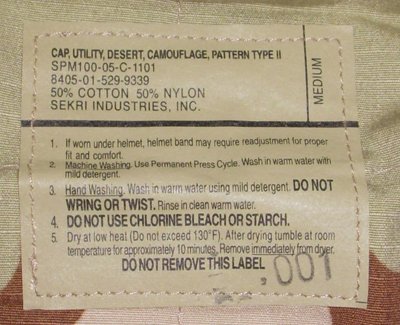 CAP, UTILITY, DESERT, CAMOUFLAGE, PATTERN TYPE II
SPM100-05-C-1101
8405-01-529-9339
50% COTTON 50% NYLON
SEKRI INDUSTRIES, INC.
MEDIUM
1. If worn under helmet, helmet band may require readjustment for proper
fit and comfort.
2. Machine Washing. Use Permanent Press Cycle. Wash in warm water with
mild detergent.
3. Hand Washing. Wash in warm water using mild detergent. DO NOT
WRING OR TWIST. Rinse in clean warm water.
4. DO NOT USE CHLORINE BLEACH OR STARCH.
5. Dry at low heat (Do not exceed 130°F). After drying tumble at room
temperature for approximately 10 minutes. Remove immediately from dryer.
DO NOT REMOVE THIS LABEL
,001